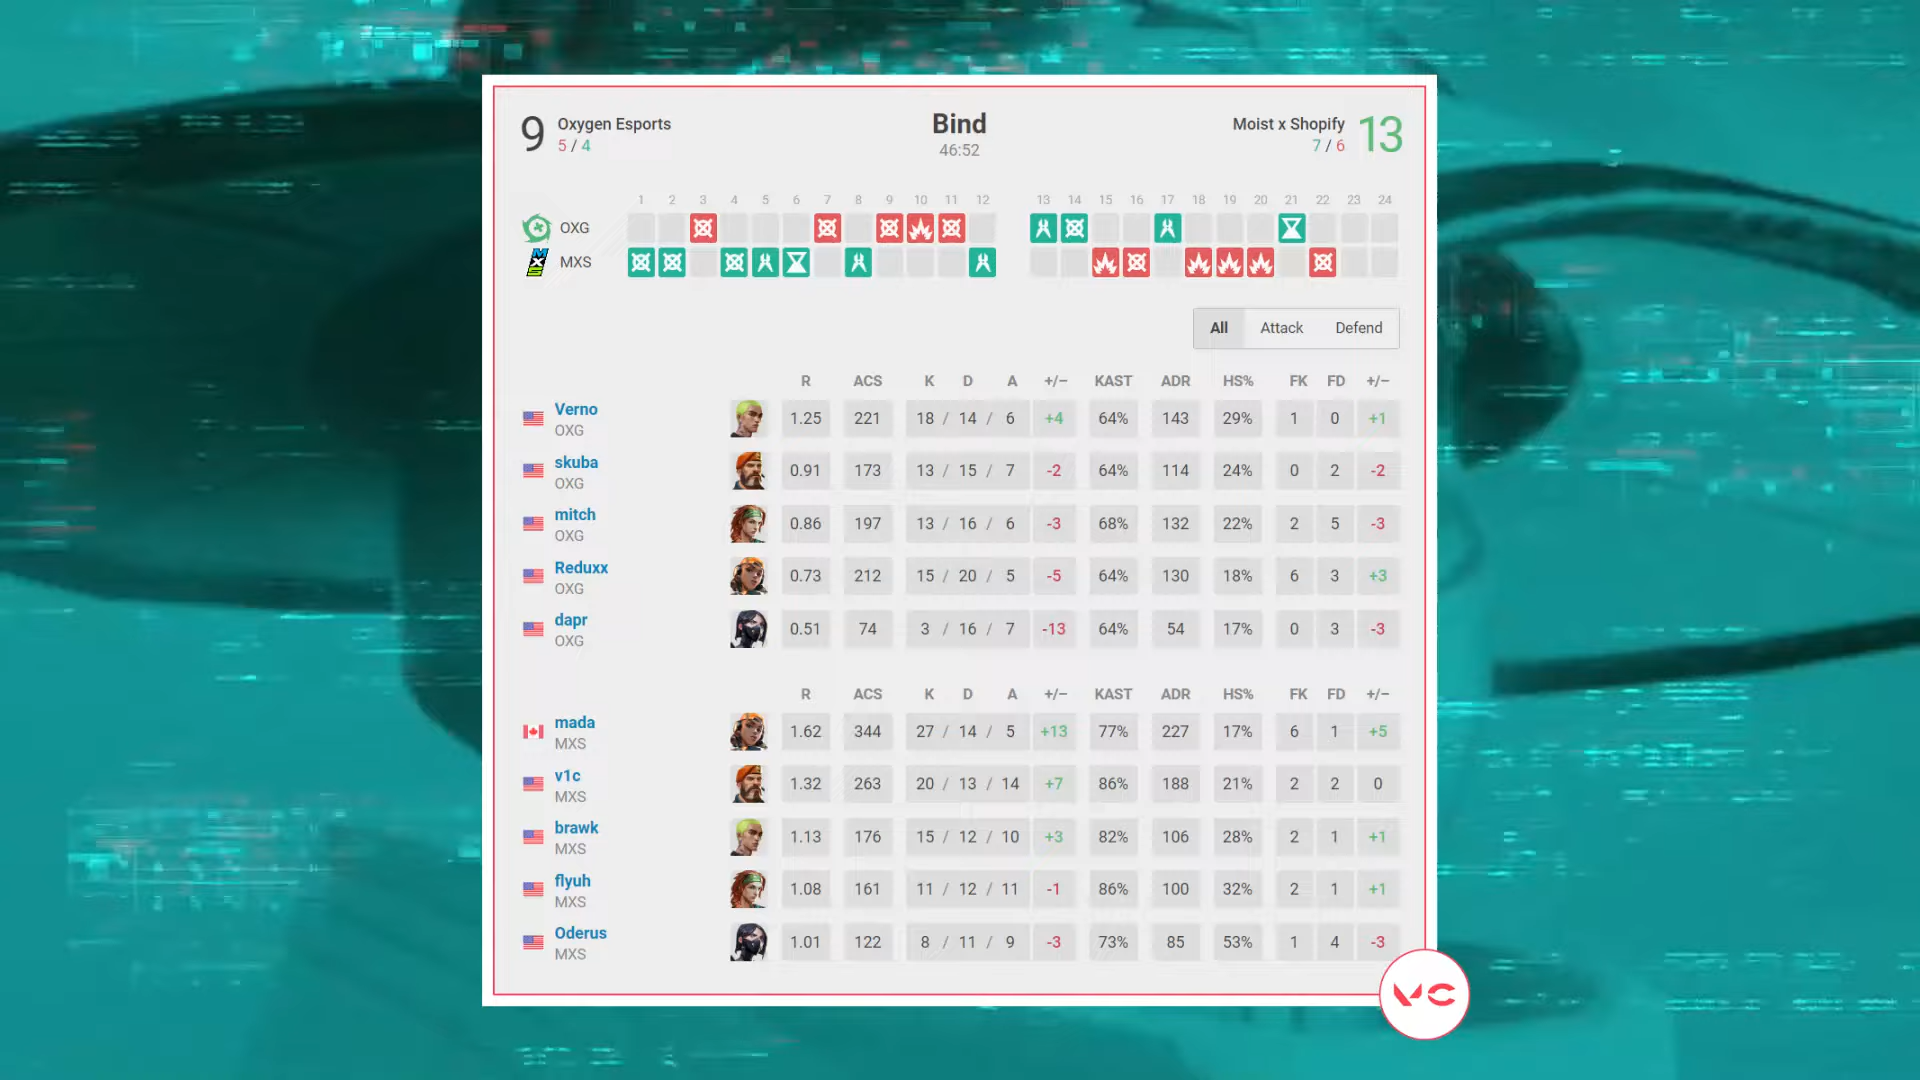 9 Oxygen Esports Bind Moist x Shopify 13
5 / 4 46:52 7 / 6
1 2 3 4 5 6 7 8 9 10 11 12 13 14 15 16 17 18 19 20 21 22 23 24
OXG
MXS
All Attack Defend
R ACS K D A +/– KAST ADR HS% FK FD +/–
Verno OXG 1.25 221 18 / 14 / 6 +4 64% 143 29% 1 0 +1
skuba OXG 0.91 173 13 / 15 / 7 -2 64% 114 24% 0 2 -2
mitch OXG 0.86 197 13 / 16 / 6 -3 68% 132 22% 2 5 -3
Reduxx OXG 0.73 212 15 / 20 / 5 -5 64% 130 18% 6 3 +3
dapr OXG 0.51 74 3 / 16 / 7 -13 64% 54 17% 0 3 -3
R ACS K D A +/– KAST ADR HS% FK FD +/–
mada MXS 1.62 344 27 / 14 / 5 +13 77% 227 17% 6 1 +5
v1c MXS 1.32 263 20 / 13 / 14 +7 86% 188 21% 2 2 0
brawk MXS 1.13 176 15 / 12 / 10 +3 82% 106 28% 2 1 +1
flyuh MXS 1.08 161 11 / 12 / 11 -1 86% 100 32% 2 1 +1
Oderus MXS 1.01 122 8 / 11 / 9 -3 73% 85 53% 1 4 -3
VC